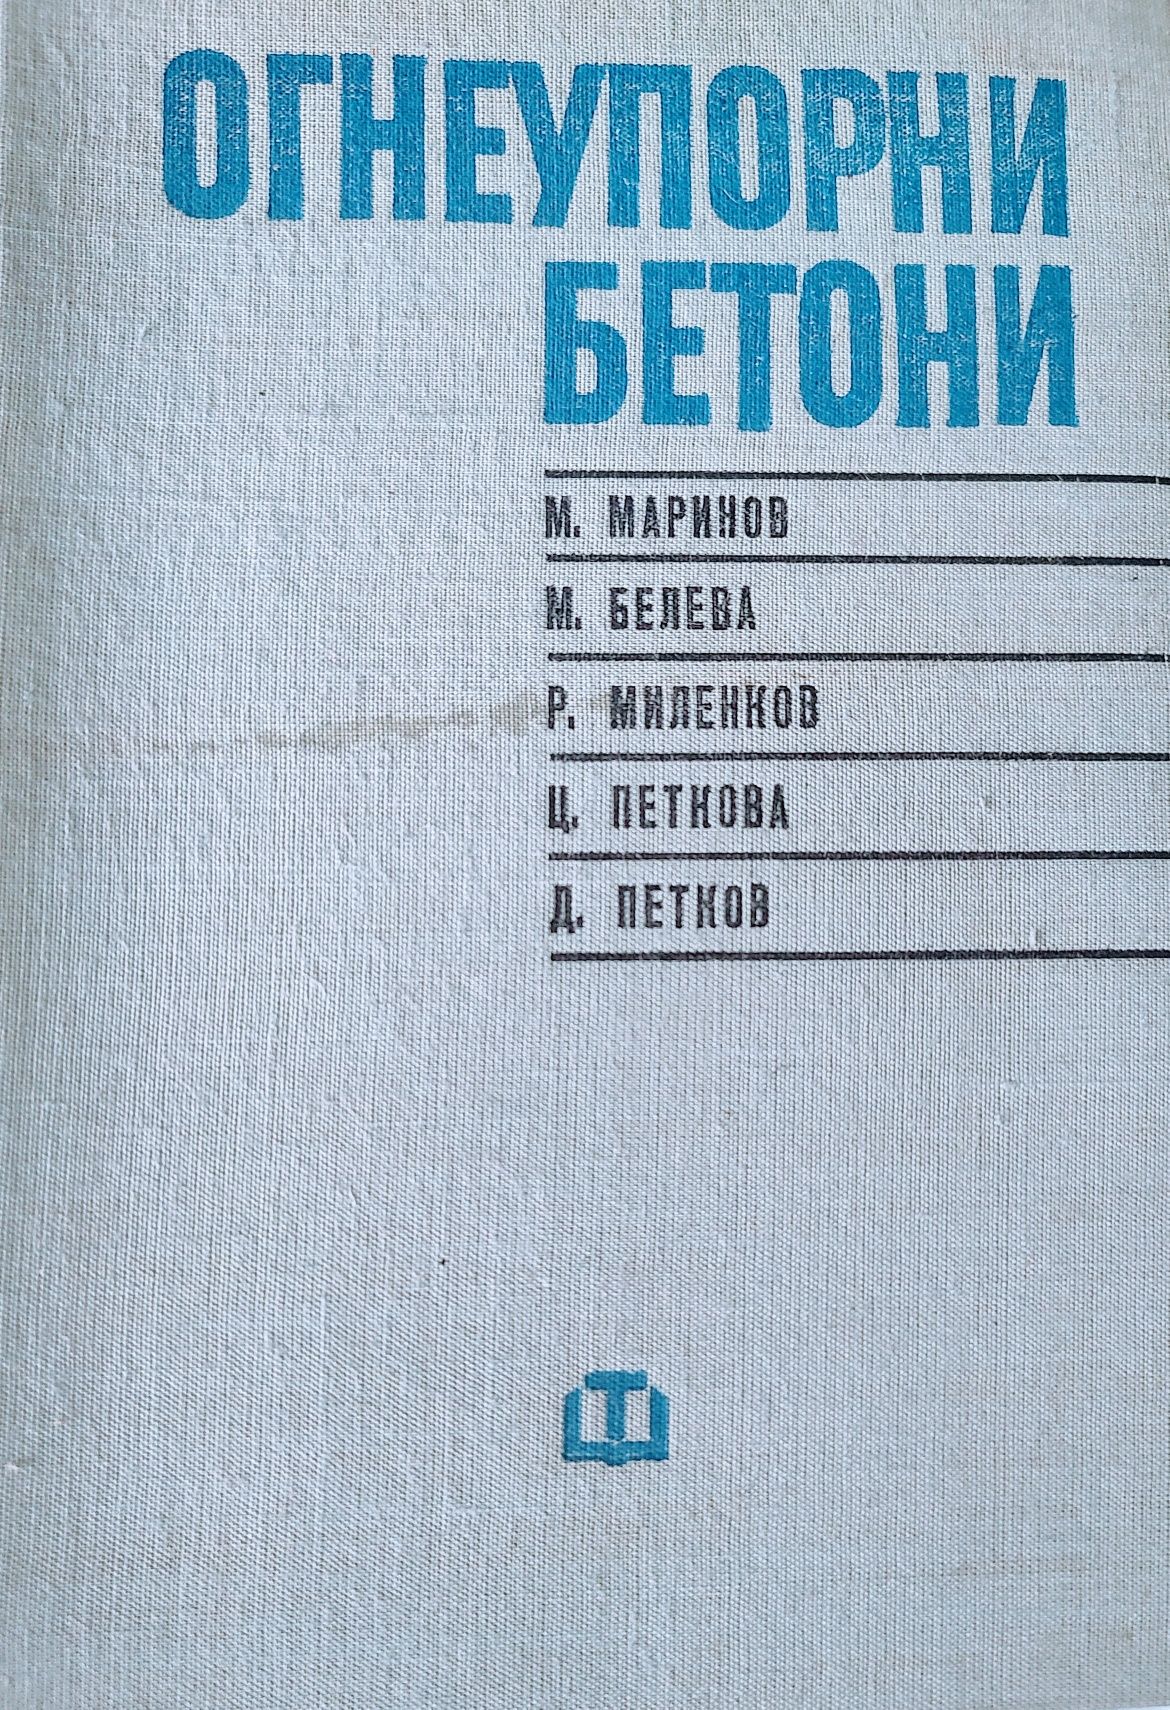 ОГНЕУПОРНИ
БЕТОНИ
М. МАРИНОВ
М. БЕЛЕВА
Р. МИЛЕНКОВ
Ц. ПЕТКОВА
Д. ПЕТКОВ
Т